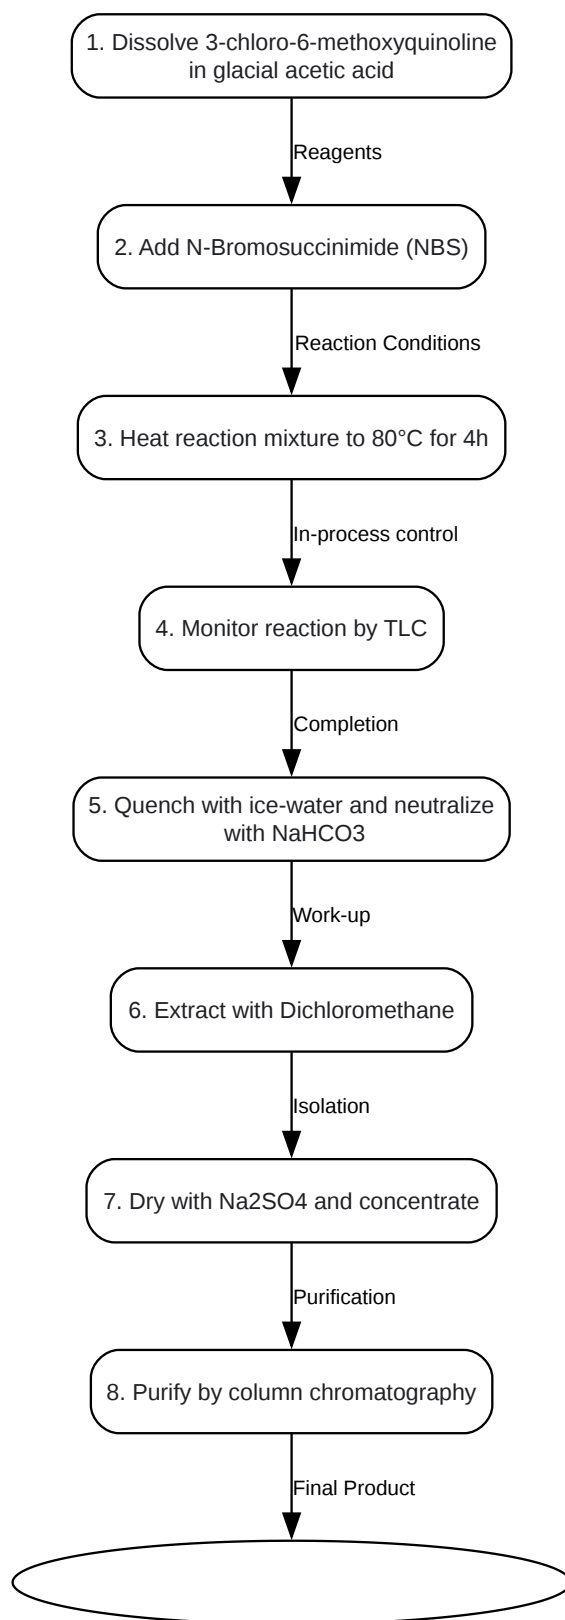 1. Dissolve 3-chloro-6-methoxyquinoline
in glacial acetic acid
Reagents
2. Add N-Bromosuccinimide (NBS)
Reaction Conditions
3. Heat reaction mixture to 80°C for 4h
In-process control
4. Monitor reaction by TLC
Completion
5. Quench with ice-water and neutralize
with NaHCO3
Work-up
6. Extract with Dichloromethane
Isolation
7. Dry with Na2SO4 and concentrate
Purification
8. Purify by column chromatography
Final Product